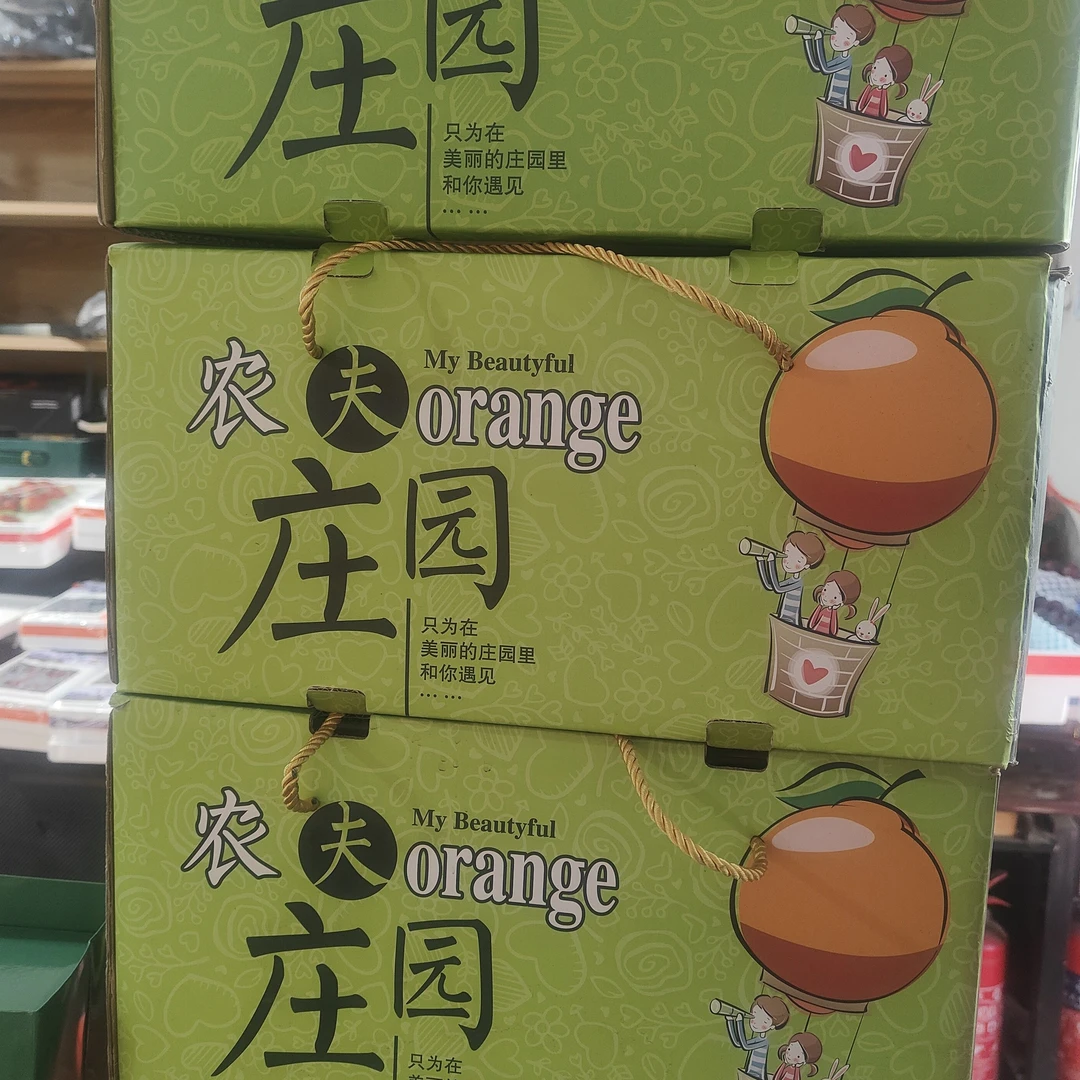 庄园
只为在
美丽的庄园里
和你遇见
... ...
农夫
My Beautyful
orange
庄园
只为在
美丽的庄园里
和你遇见
... ...
农夫
My Beautyful
orange
庄园
只为在